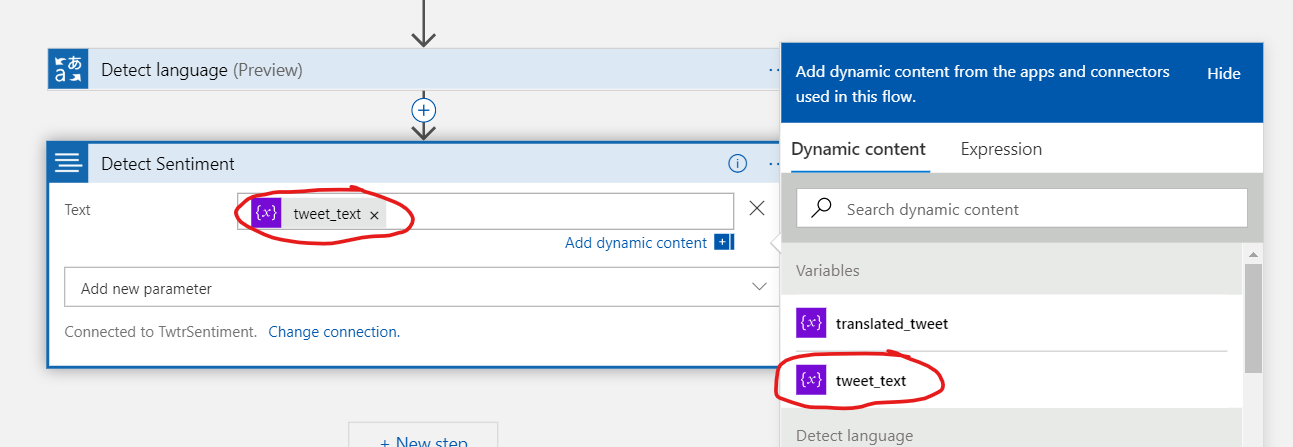 Detect language (Preview)
Detect Sentiment
Text
{x} tweet_text ×
Add dynamic content
Add new parameter
Connected to TwtrSentiment. Change connection.
+ New step
Add dynamic content from the apps and connectors
used in this flow.
Hide
Dynamic content Expression
Search dynamic content
Variables
{x} translated_tweet
{x} tweet_text
Detect language